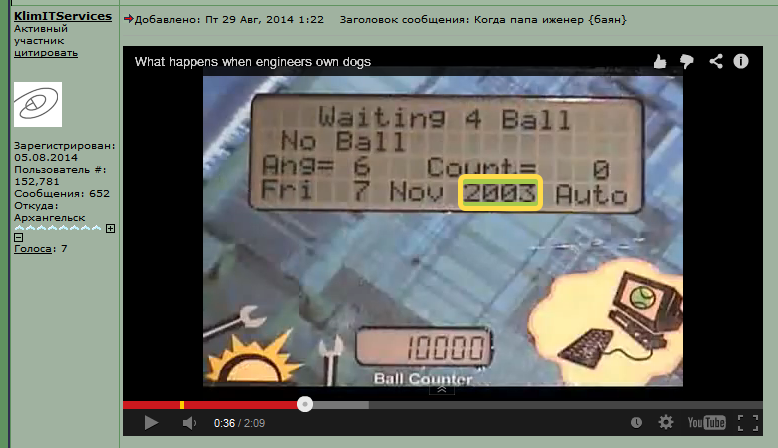 KlimITServices
Активный
участник
цитировать
Зарегистрирован:
05.08.2014
Пользователь #:
152,781
Сообщения: 652
Откуда:
Архангельск
Голоса: 7
Добавлено: Пт 29 Авг, 2014 1:22 Заголовок сообщения: Когда папа иженер {баян}
What happens when engineers own dogs
Waiting 4 Ball
No Ball
Ang= 6 Count= 0
Fri 7 Nov 2003 Auto
10000
Ball Counter
0:36 / 2:09
YouTube